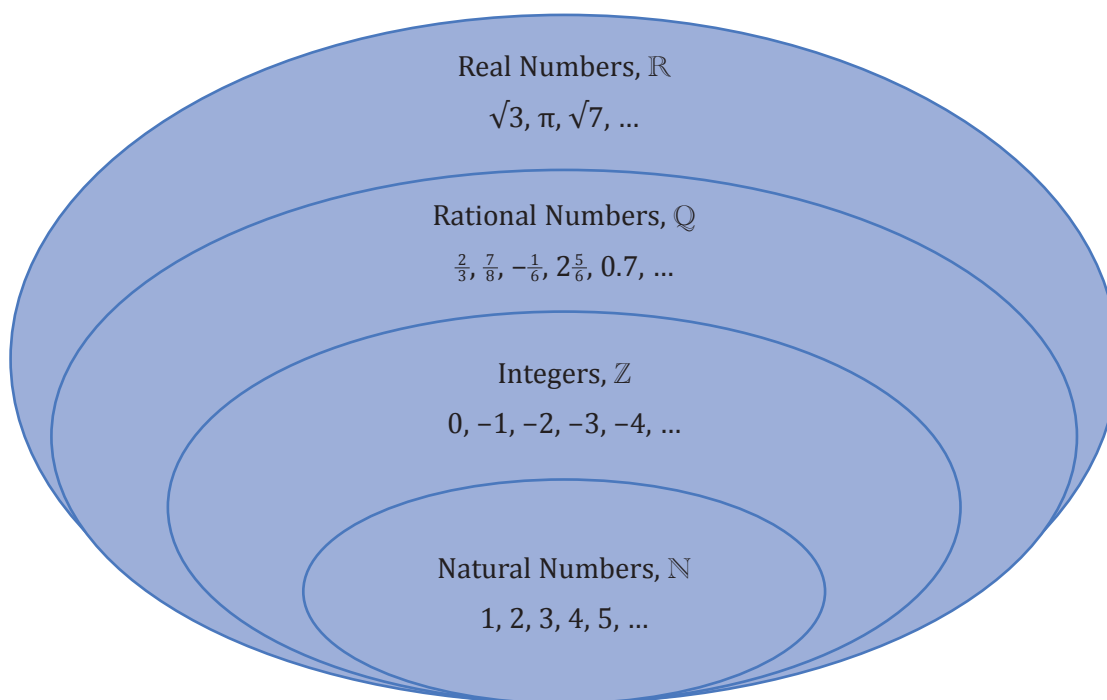 Real Numbers, ℝ
√3, π, √7, ...
Rational Numbers, ℚ
2/3, 7/8, −1/6, 2 5/6, 0.7, ...
Integers, ℤ
0, −1, −2, −3, −4, ...
Natural Numbers, ℕ
1, 2, 3, 4, 5, ...